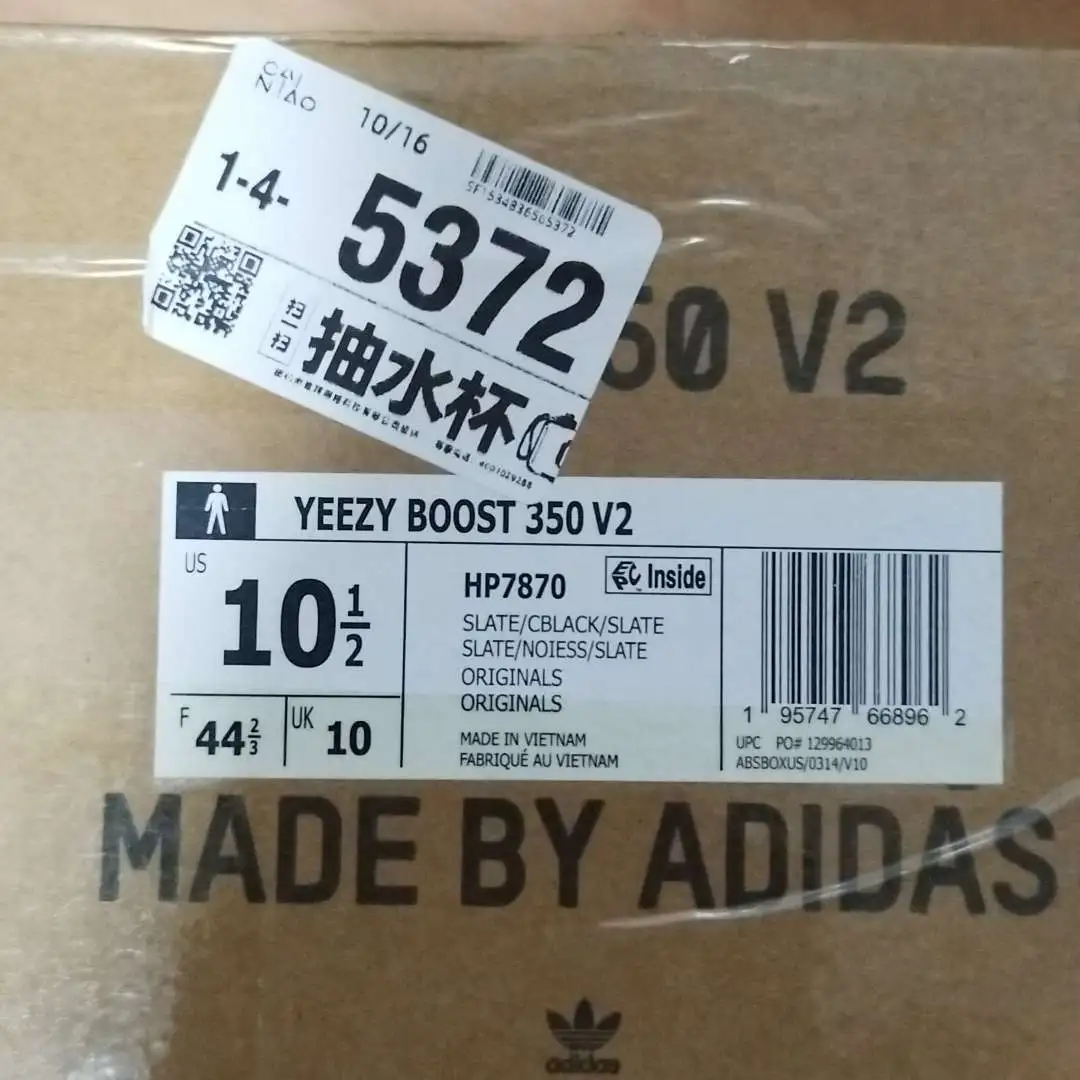 CAI
NIAO
10/16
1-4-
5372
扫一扫
抽水杯
50 V2
YEEZY BOOST 350 V2
US
10 1/2
F 44 2/3
UK 10
HP7870
Inside
SLATE/CBLACK/SLATE
SLATE/NOIESS/SLATE
ORIGINALS
ORIGINALS
MADE IN VIETNAM
FABRIQUÉ AU VIETNAM
1 95747 66896 2
UPC PO# 129964013
ABSBOXUS/0314/V10
MADE BY ADIDAS
adidas